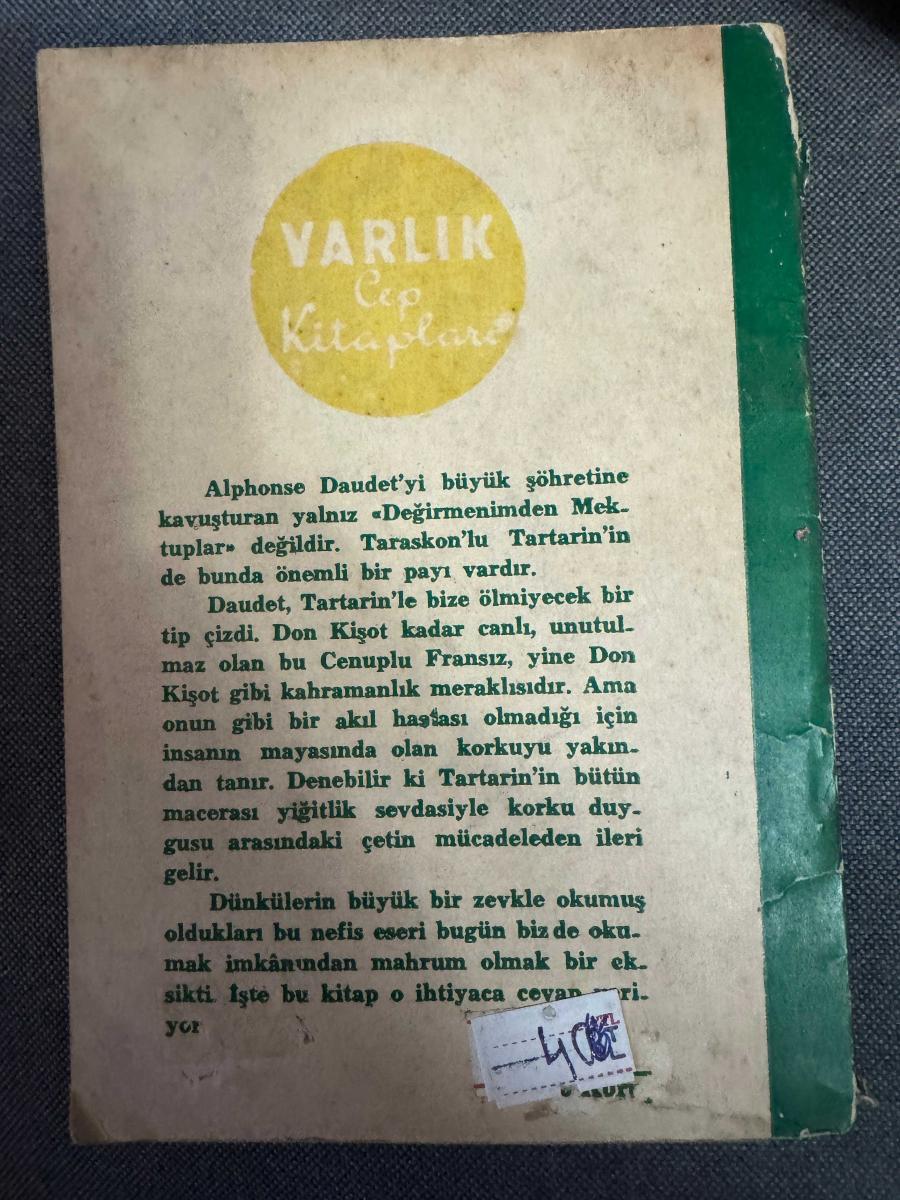 VARLIK
Cep
Kitapları
Alphonse Daudet'yi büyük şöhretine
kavuşturan yalnız «Değirmenimden Mek-
tuplar» değildir. Taraskon'lu Tartarin'in
de bunda önemli bir payı vardır.
Daudet, Tartarin'le bize ölmiyecek bir
tip çizdi. Don Kişot kadar canlı, unutul-
maz olan bu Cenuplu Fransız, yine Don
Kişot gibi kahramanlık meraklısıdır. Ama
onun gibi bir akıl hastası olmadığı için
insanın mayasında olan korkuyu yakın-
dan tanır. Denebilir ki Tartarin'in bütün
macerası yiğitlik sevdasiyle korku duy-
gusu arasındaki çetin mücadeleden ileri
gelir.
Dünkülerin büyük bir zevkle okumuş
oldukları bu nefis eseri bugün biz de oku-
mak imkânından mahrum olmak bir ek-
sikti. İşte bu kitap o ihtiyaca cevap